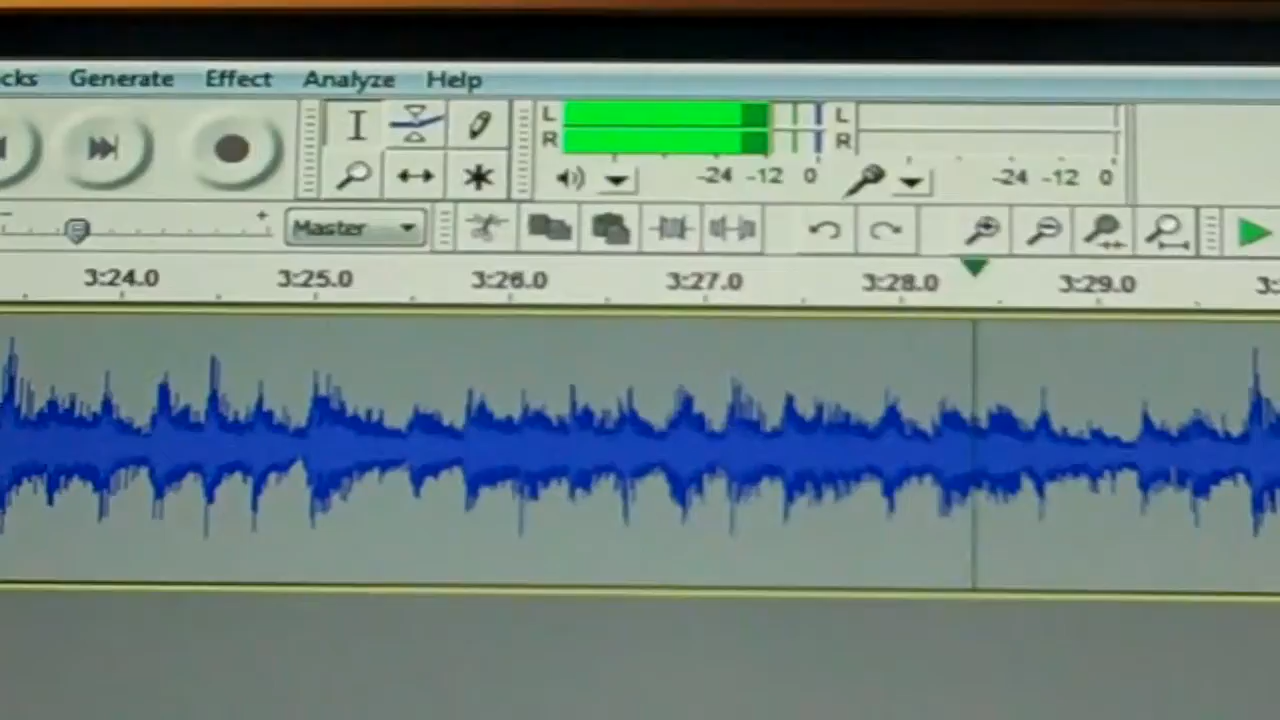 cks Generate Effect Analyze Help
L L
R R
-24 -12 0 -24 -12 0
- + Master
3:24.0 3:25.0 3:26.0 3:27.0 3:28.0 3:29.0 3: